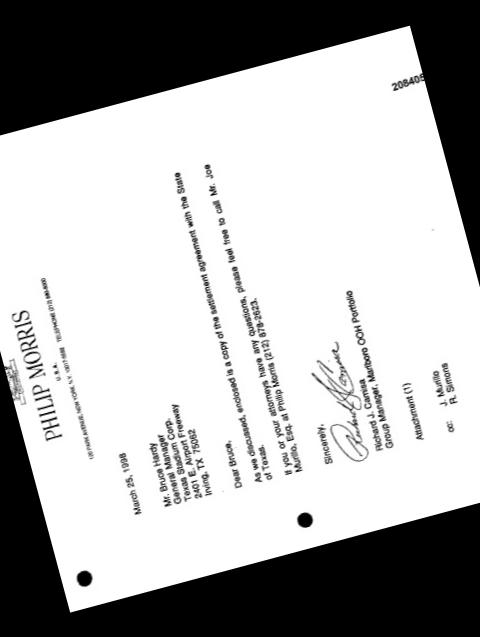 PHILIP MORRIS
U.S.A.
120 PARK AVENUE, NEW YORK, N.Y. 10017-5592 TELEPHONE (212) 880-5000
March 25, 1998
Mr. Bruce Hardy
General Manager
General Stadium Corp.
Texas Stadium Freeway
2401 E. Airport Freeway
Irving, TX 75062
Dear Bruce,
As we discussed, enclosed is a copy of the settlement agreement with the State
of Texas.
If you or your attorneys have any questions, please feel free to call Mr. Joe
Murillo, Esq. at Philip Morris (212) 878-2623.
Sincerely,
Richard J. Camisa
Group Manager, Marlboro OOH Portfolio
Attachment (1)
cc: J. Murillo
R. Simons